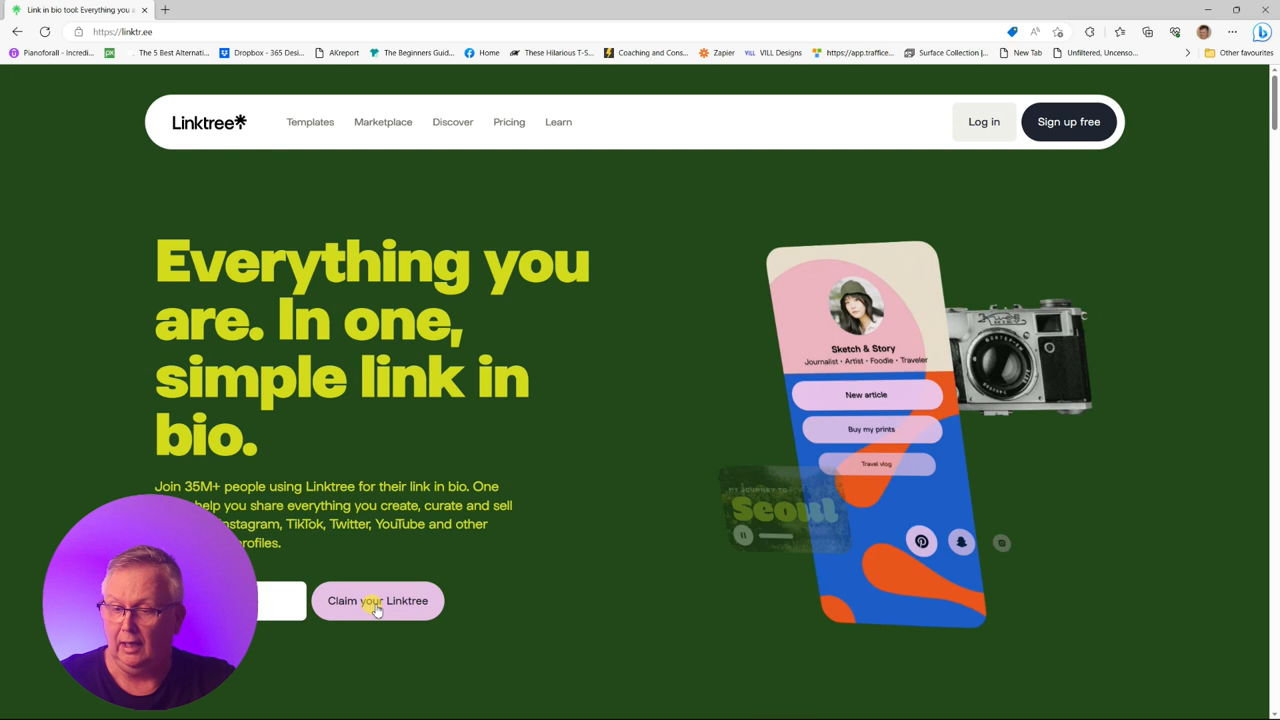 Link in bio tool: Everything you a
https://linktr.ee
Pianoforall - Incredi...
The 5 Best Alternati...
Dropbox - 365 Desi...
AKreport
The Beginners Guid...
Home
These Hilarious T-S...
Coaching and Cons...
Zapier
VILL Designs
https://app.traffice...
Surface Collection |...
New Tab
Unfiltered, Uncenso...
Other favourites
Linktree
Templates
Marketplace
Discover
Pricing
Learn
Log in
Sign up free
Everything you
are. In one,
simple link in
bio.
Join 35M+ people using Linktree for their link in bio. One
help you share everything you create, curate and sell
nstagram, TikTok, Twitter, YouTube and other
rofiles.
Claim your Linktree
Sketch & Story
Journalist • Artist • Foodie • Traveler
New article
Buy my prints
Travel vlog
MY JOURNEY TO
Seoul